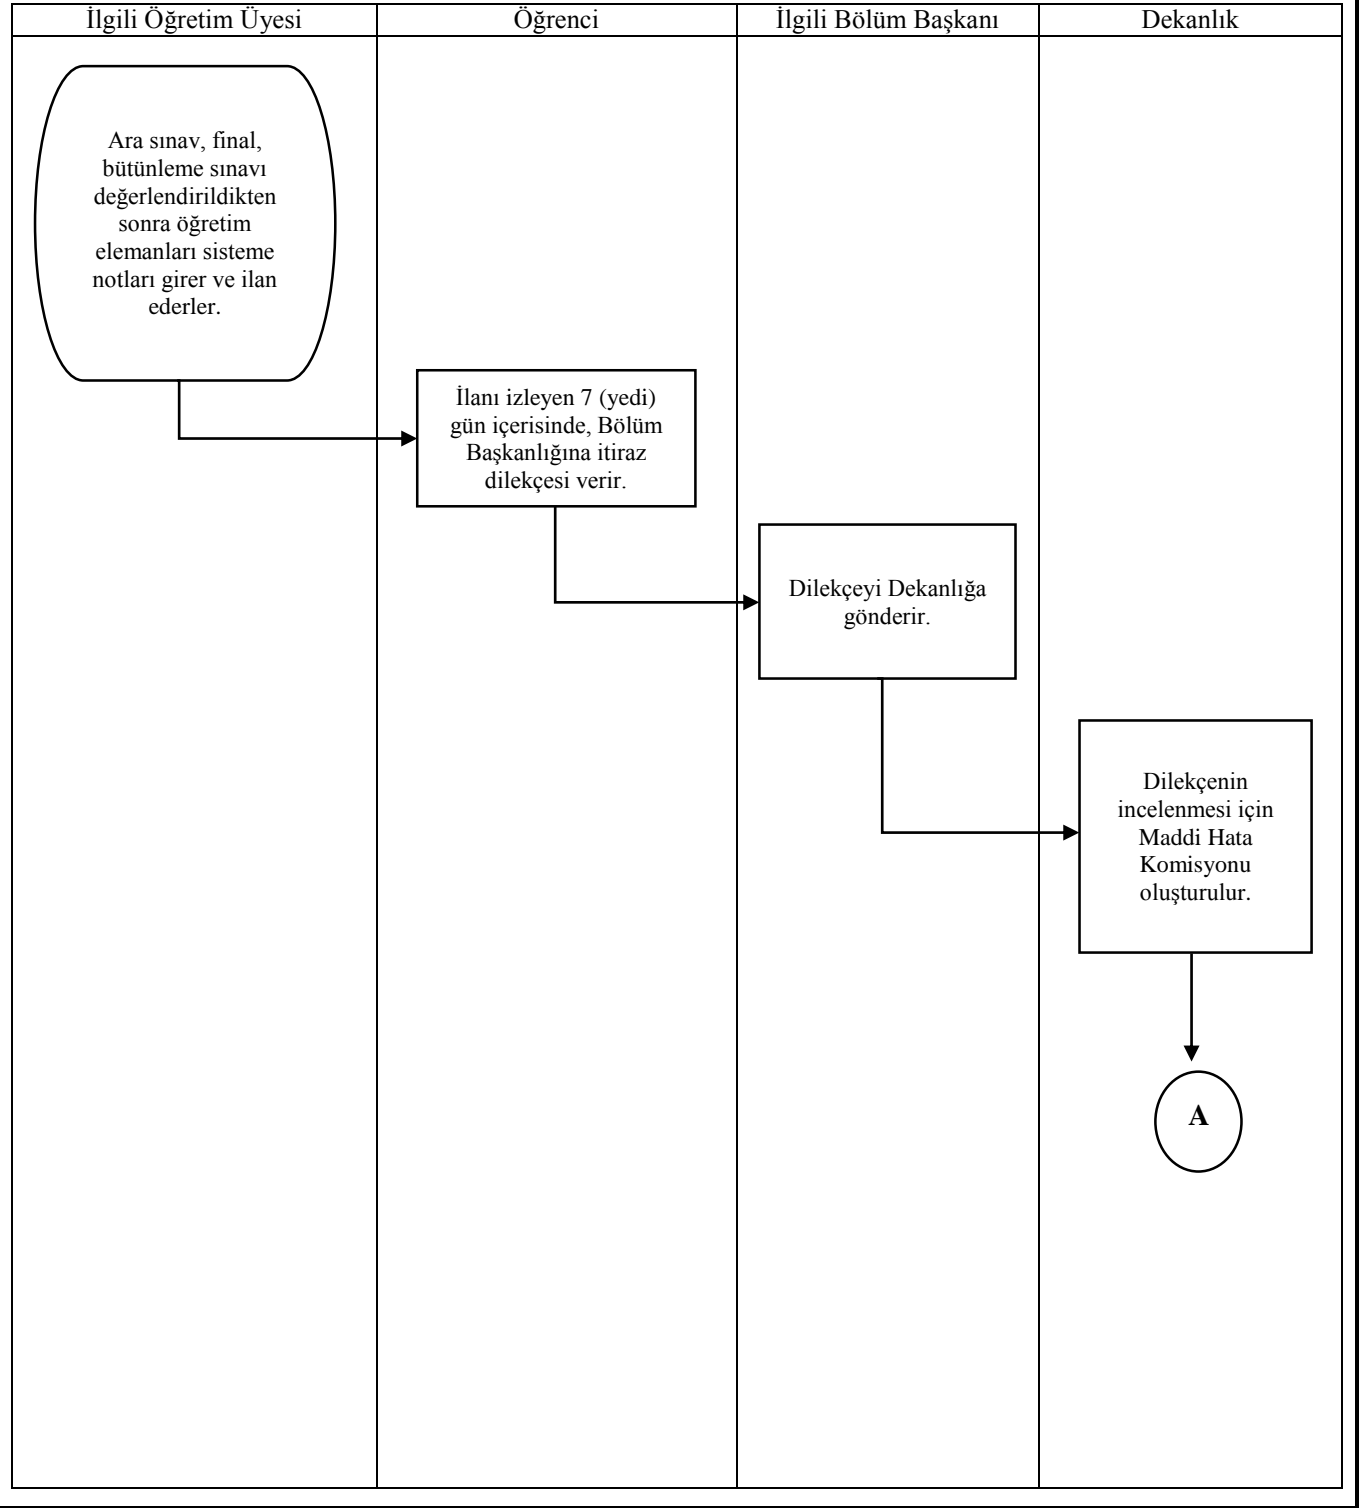 İlgili Öğretim Üyesi
Öğrenci
İlgili Bölüm Başkanı
Dekanlık
Ara sınav, final,
bütünleme sınavı
değerlendirildikten
sonra öğretim
elemanları sisteme
notları girer ve ilan
ederler.
İlanı izleyen 7 (yedi)
gün içerisinde, Bölüm
Başkanlığına itiraz
dilekçesi verir.
Dilekçeyi Dekanlığa
gönderir.
Dilekçenin
incelenmesi için
Maddi Hata
Komisyonu
oluşturulur.
A